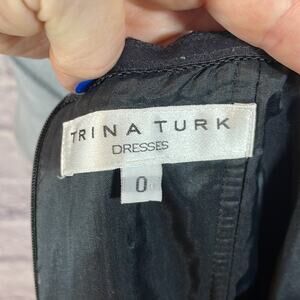 TRINA TURK
DRESSES
0